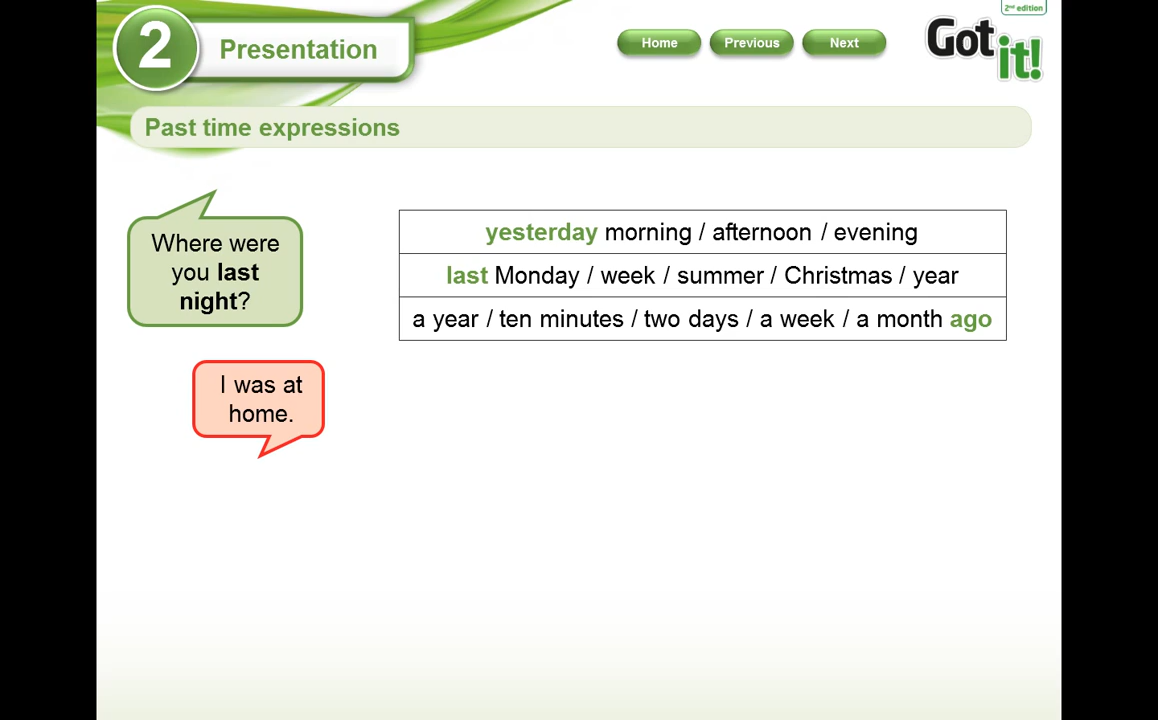 2nd edition
2
Presentation
Home
Previous
Next
Got it!
Past time expressions
Where were
you last
night?
yesterday morning / afternoon / evening
last Monday / week / summer / Christmas / year
a year / ten minutes / two days / a week / a month ago
I was at
home.